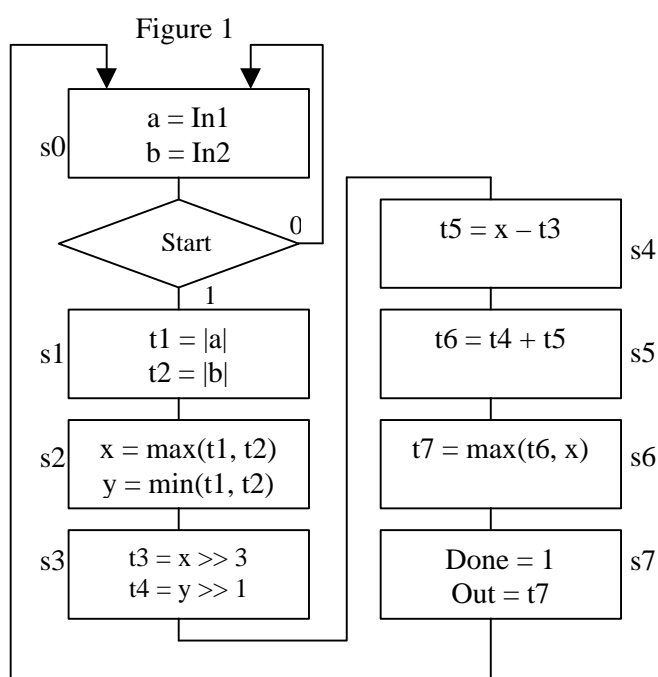 Figure 1
a = In1
s0
b = In2
0
Start
1
s1
t1 = |a|
t2 = |b|
s2
x = max(t1, t2)
y = min(t1, t2)
s3
t3 = x >> 3
t4 = y >> 1
t5 = x – t3
s4
t6 = t4 + t5
s5
t7 = max(t6, x)
s6
Done = 1
s7
Out = t7